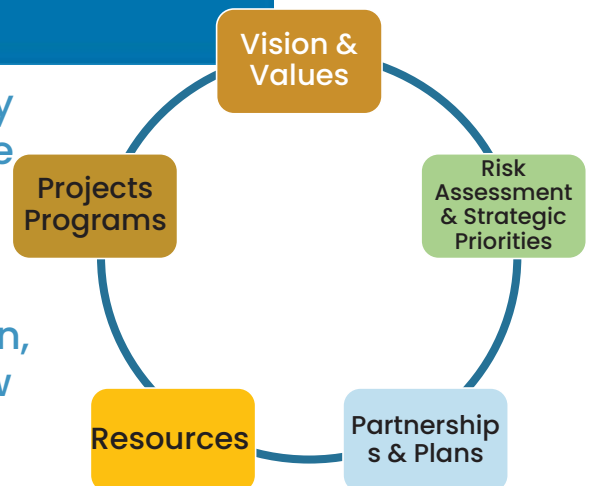 Vision &
Values
Risk
Assessment
& Strategic
Priorities
Partnership
s & Plans
Resources
Projects
Programs